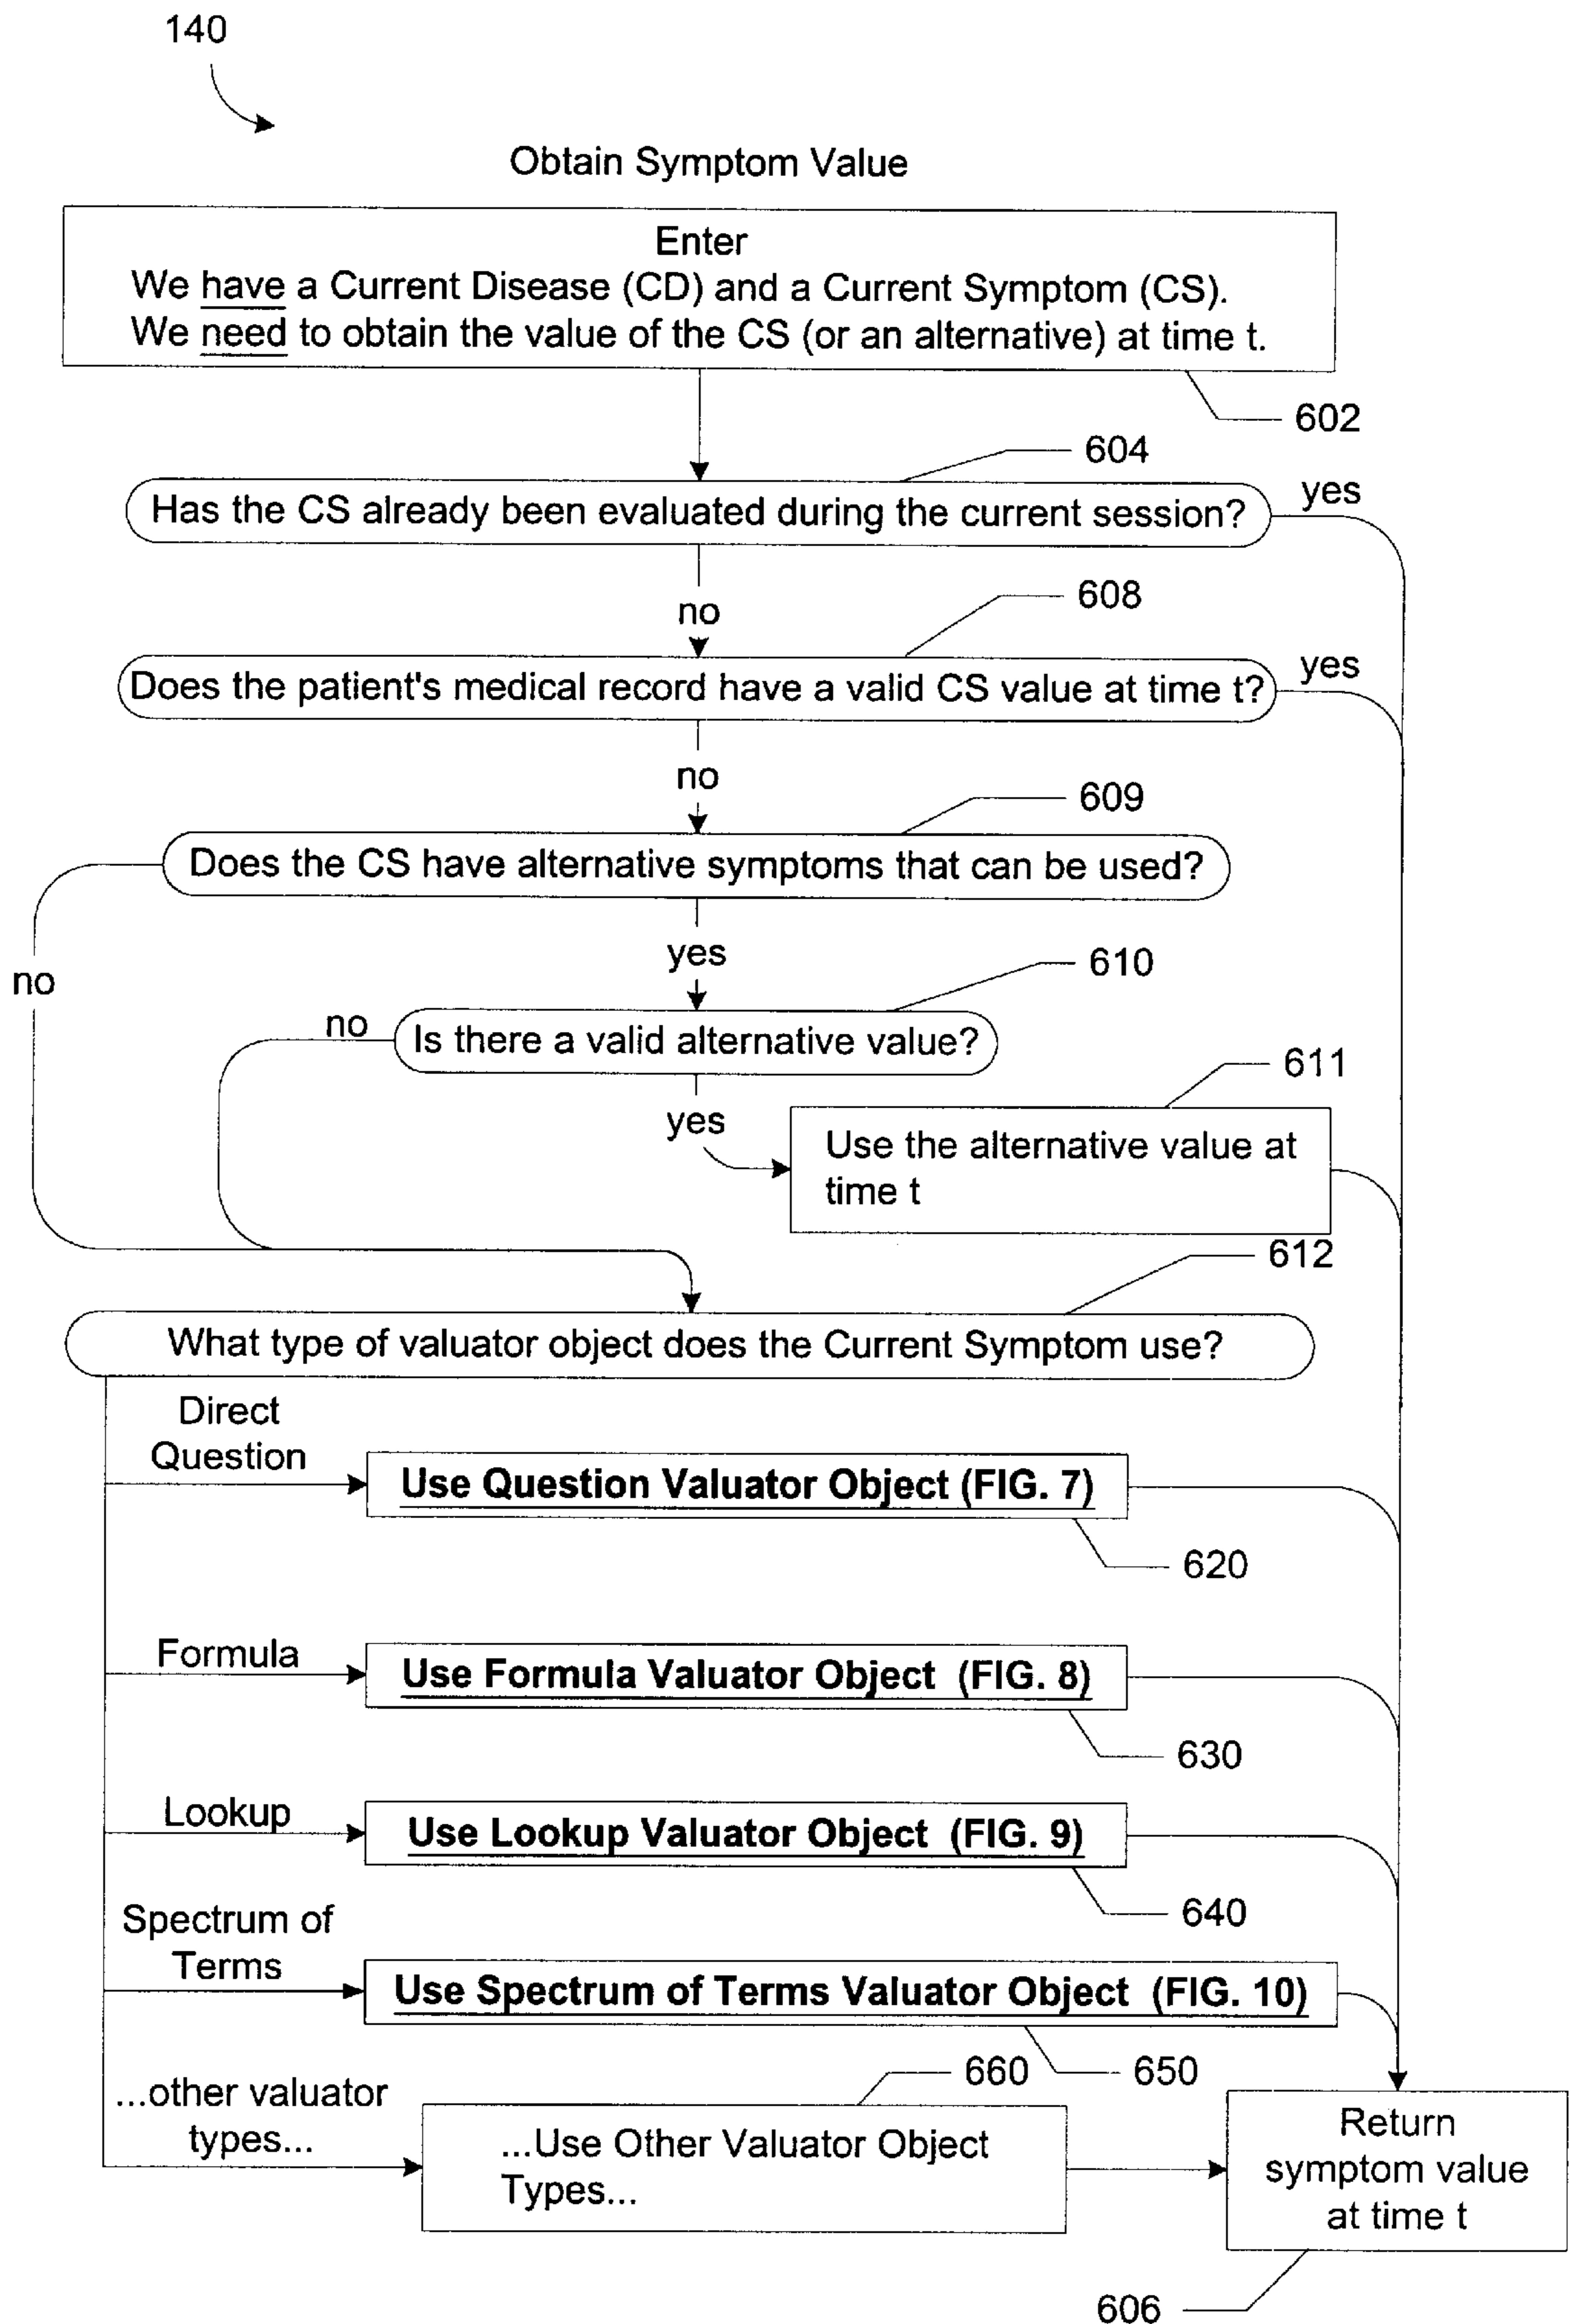 140
Obtain Symptom Value
Enter
We have a Current Disease (CD) and a Current Symptom (CS).
We need to obtain the value of the CS (or an alternative) at time t.
602
604
Has the CS already been evaluated during the current session?
yes
no
608
Does the patient's medical record have a valid CS value at time t?
yes
no
609
Does the CS have alternative symptoms that can be used?
no
yes
610
Is there a valid alternative value?
no
yes
611
Use the alternative value at
time t
612
What type of valuator object does the Current Symptom use?
Direct
Question
Use Question Valuator Object (FIG. 7)
620
Formula
Use Formula Valuator Object (FIG. 8)
630
Lookup
Use Lookup Valuator Object (FIG. 9)
640
Spectrum of
Terms
Use Spectrum of Terms Valuator Object (FIG. 10)
650
660
...other valuator
types...
...Use Other Valuator Object
Types...
Return
symptom value
at time t
606